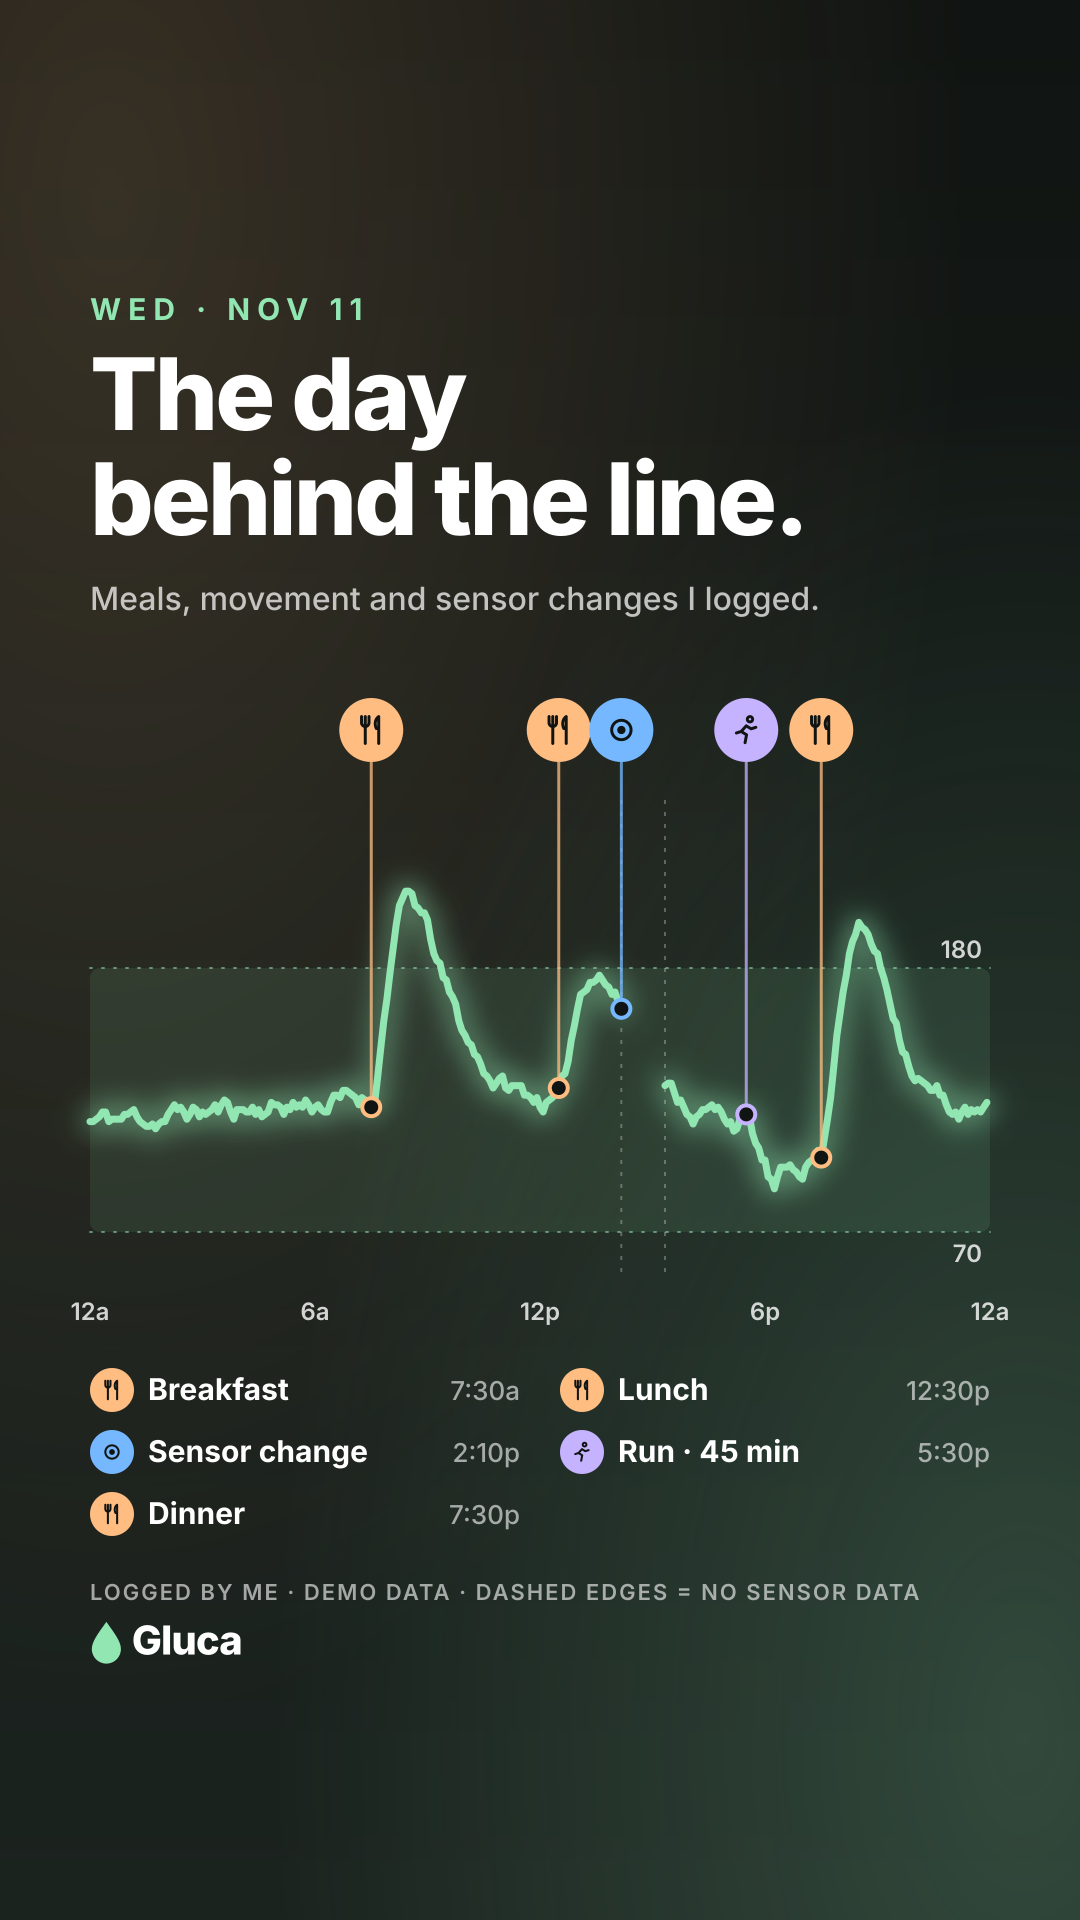 WED · NOV 11
The day
behind the line.
Meals, movement and sensor changes I logged.
180
70
12a 6a 12p 6p 12a
Breakfast 7:30a Lunch 12:30p
Sensor change 2:10p Run · 45 min 5:30p
Dinner 7:30p
LOGGED BY ME · DEMO DATA · DASHED EDGES = NO SENSOR DATA
Gluca